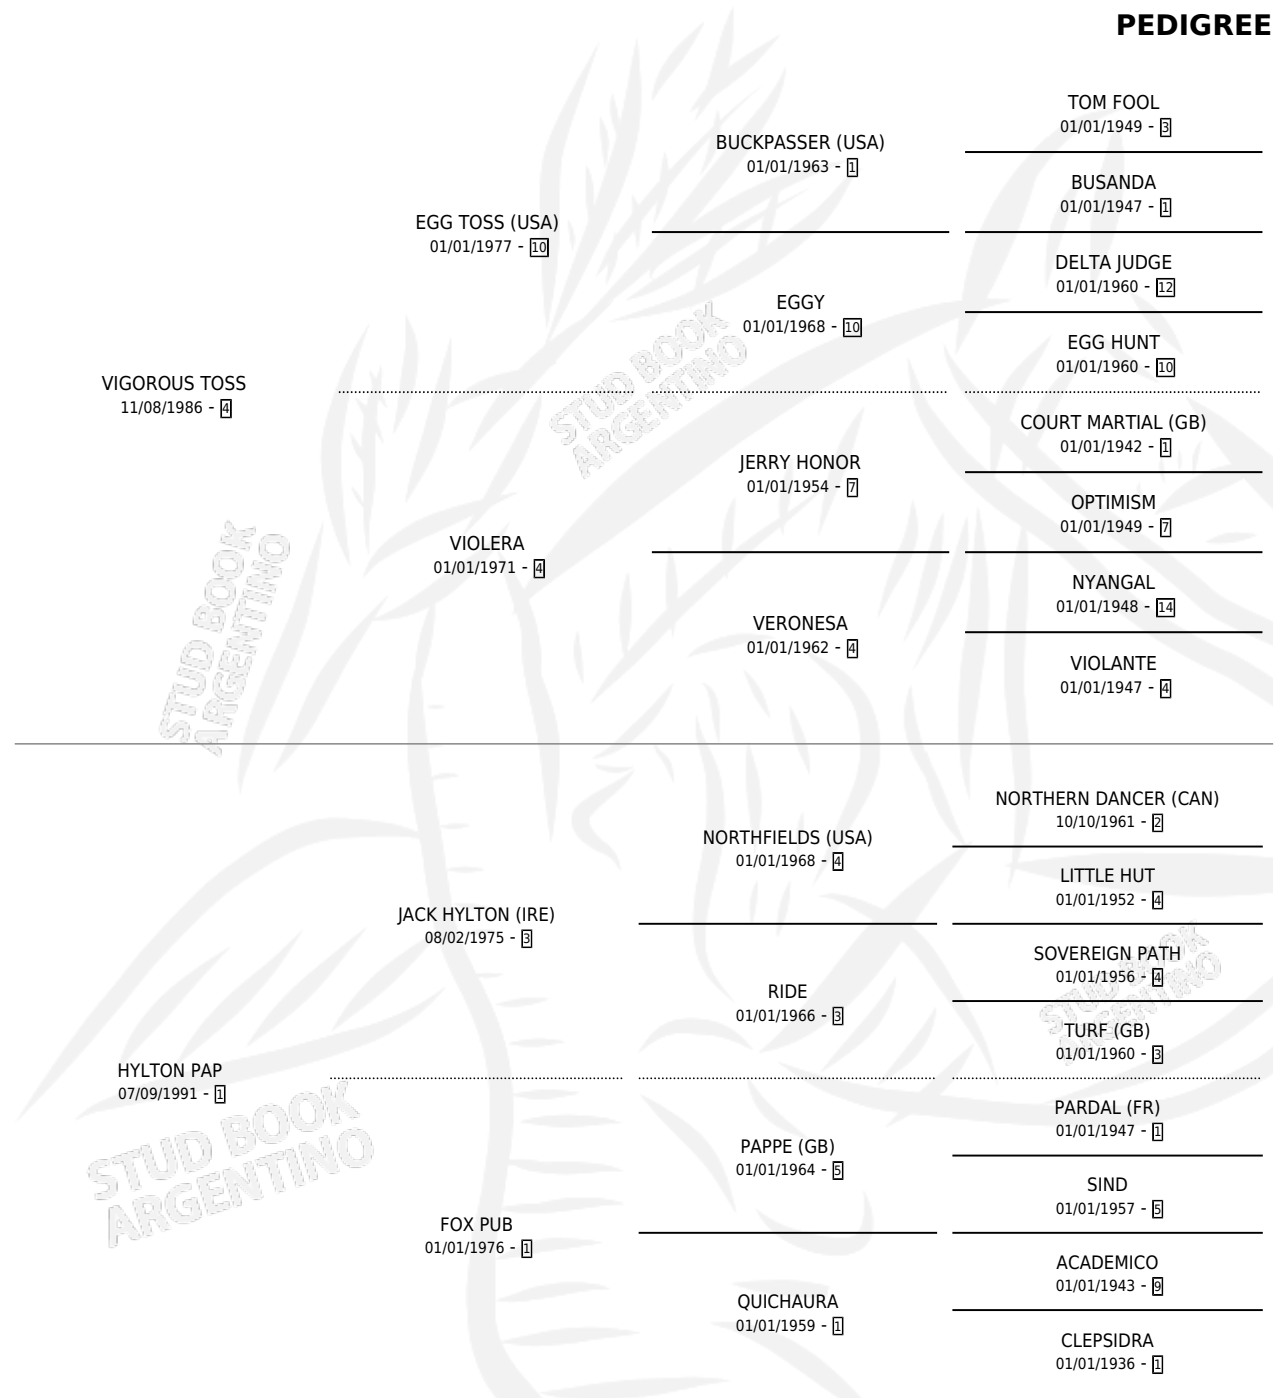 PEDIGREE
TOM FOOL
01/01/1949 - 3
BUCKPASSER (USA)
01/01/1963 - 1
BUSANDA
01/01/1947 - 1
EGG TOSS (USA)
01/01/1977 - 10
DELTA JUDGE
01/01/1960 - 12
EGGY
01/01/1968 - 10
EGG HUNT
01/01/1960 - 10
VIGOROUS TOSS
11/08/1986 - 4
COURT MARTIAL (GB)
01/01/1942 - 1
JERRY HONOR
01/01/1954 - 7
OPTIMISM
01/01/1949 - 7
VIOLERA
01/01/1971 - 4
NYANGAL
01/01/1948 - 14
VERONESA
01/01/1962 - 4
VIOLANTE
01/01/1947 - 4
NORTHERN DANCER (CAN)
10/10/1961 - 2
NORTHFIELDS (USA)
01/01/1968 - 4
LITTLE HUT
01/01/1952 - 4
JACK HYLTON (IRE)
08/02/1975 - 3
SOVEREIGN PATH
01/01/1956 - 4
RIDE
01/01/1966 - 3
TURF (GB)
01/01/1960 - 3
HYLTON PAP
07/09/1991 - 1
PARDAL (FR)
01/01/1947 - 1
PAPPE (GB)
01/01/1964 - 5
SIND
01/01/1957 - 5
FOX PUB
01/01/1976 - 1
ACADEMICO
01/01/1943 - 9
QUICHAURA
01/01/1959 - 1
CLEPSIDRA
01/01/1936 - 1
STUD BOOK
ARGENTINO
STUD BOOK
ARGENTINO
STUD BOOK
ARGENTINO
STUD BOOK
ARGENTINO